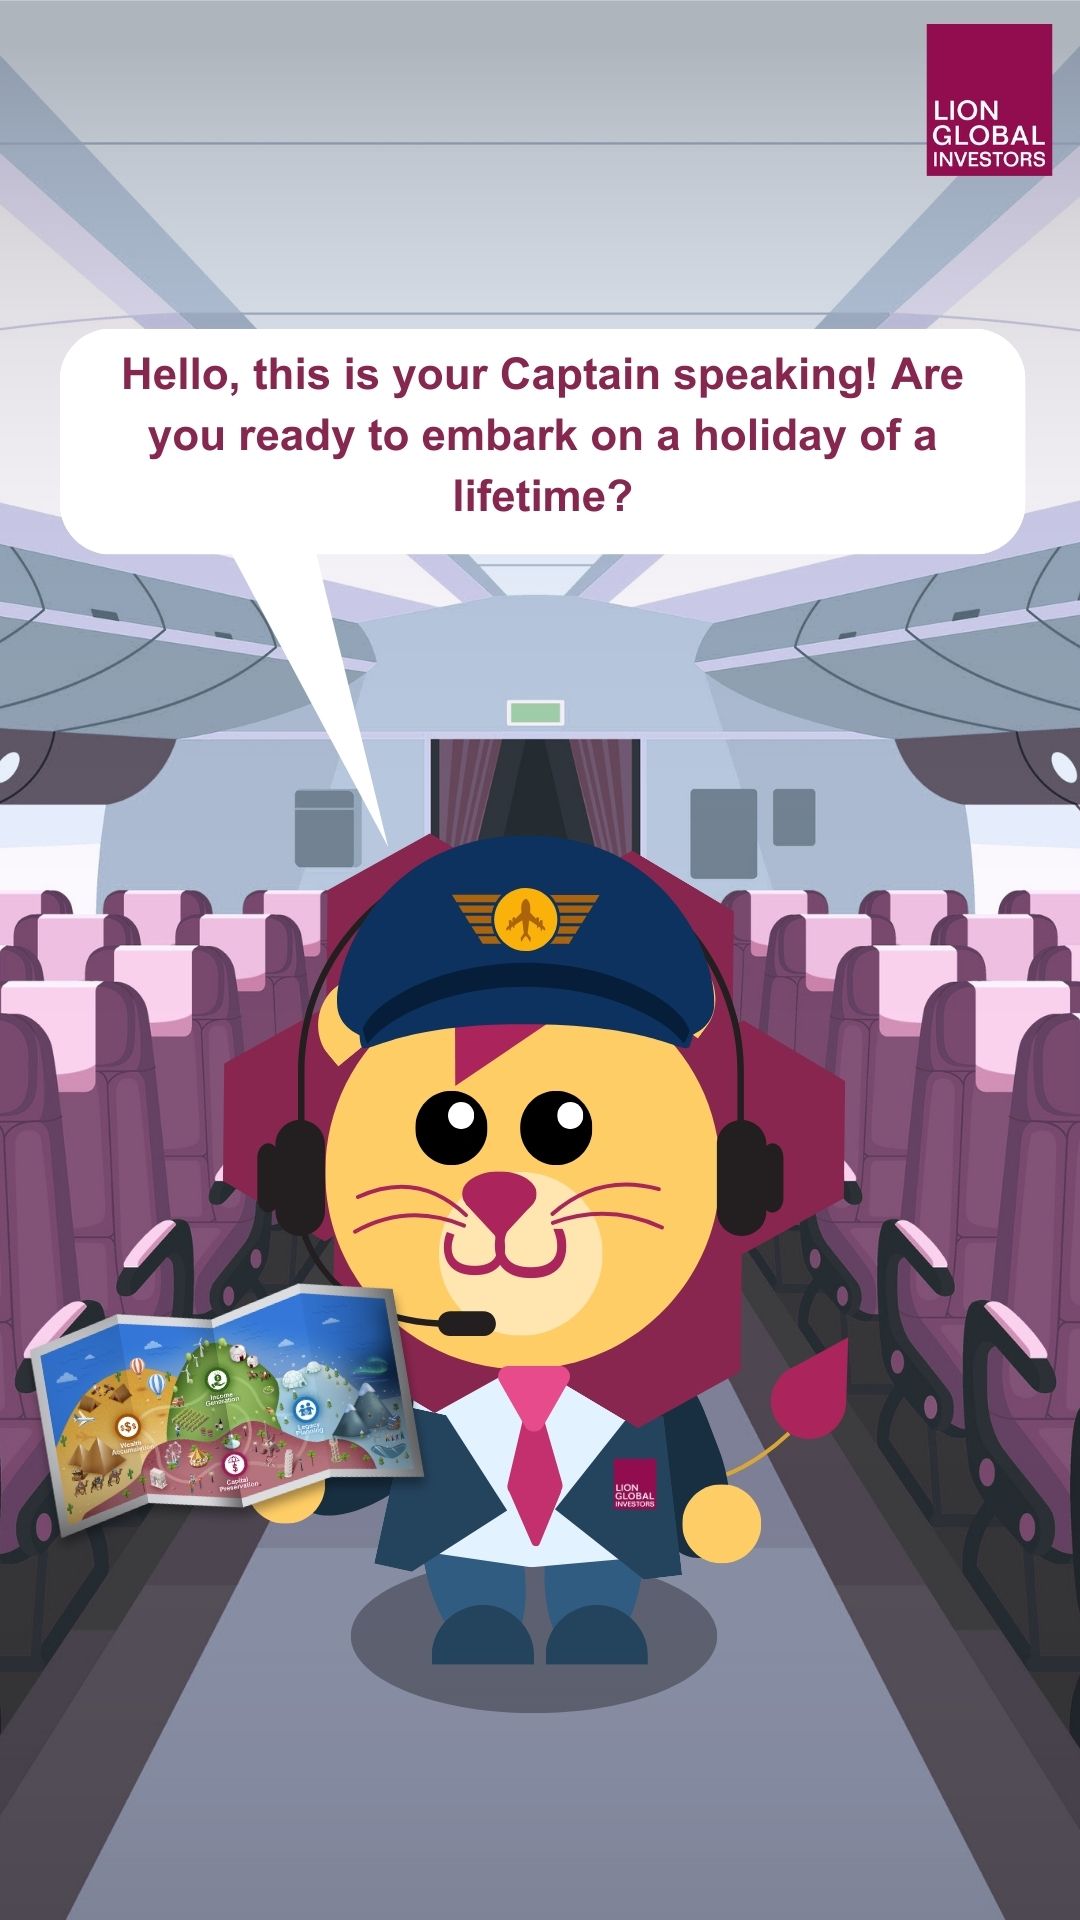 LION
GLOBAL
INVESTORS
Hello, this is your Captain speaking! Are
you ready to embark on a holiday of a
lifetime?
Income
Generation
Wealth
Accumulation
Legacy
Planning
Capital
Preservation
LION
GLOBAL
INVESTORS